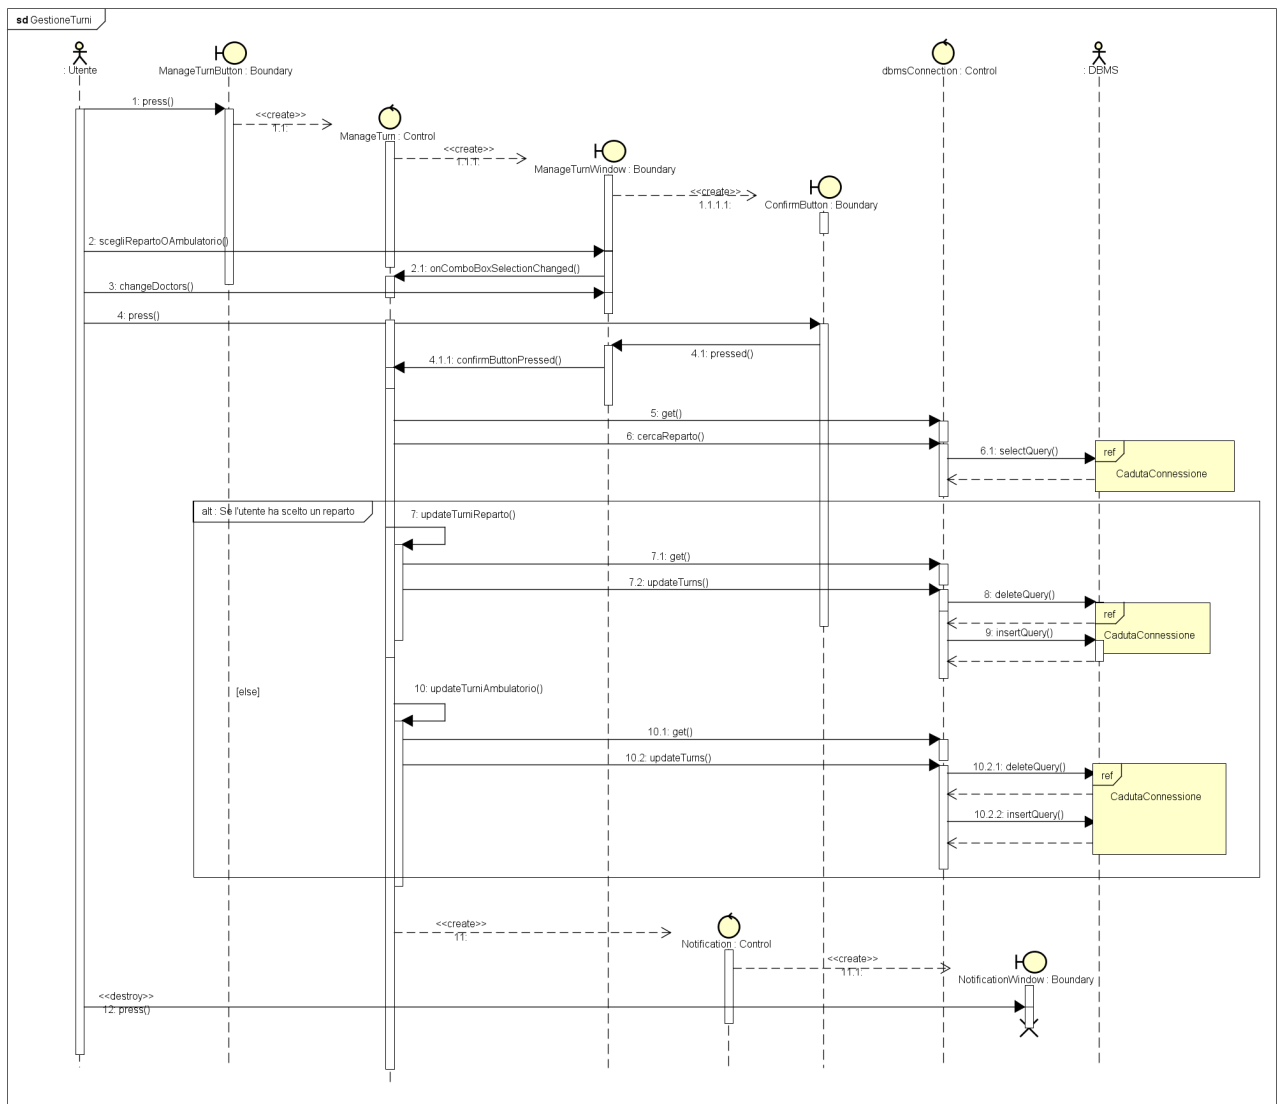 sd GestioneTurni
: Utente
ManageTurnButton : Boundary
dbmsConnection : Control
: DBMS
1: press()
<<create>>
1.1:
ManageTurn : Control
<<create>>
1.1.1:
ManageTurnWindow : Boundary
<<create>>
1.1.1.1:
ConfirmButton : Boundary
2: scegliRepartoOAmbulatorio()
2.1: onComboBoxSelectionChanged()
3: changeDoctors()
4: press()
4.1: pressed()
4.1.1: confirmButtonPressed()
5: get()
6: cercaReparto()
6.1: selectQuery()
ref
CadutaConnessione
alt : Se l'utente ha scelto un reparto
7: updateTurniReparto()
7.1: get()
7.2: updateTurns()
8: deleteQuery()
ref
9: insertQuery()
CadutaConnessione
[else]
10: updateTurniAmbulatorio()
10.1: get()
10.2: updateTurns()
10.2.1: deleteQuery()
ref
CadutaConnessione
10.2.2: insertQuery()
<<create>>
11:
Notification : Control
<<create>>
11.1:
NotificationWindow : Boundary
<<destroy>>
12: press()